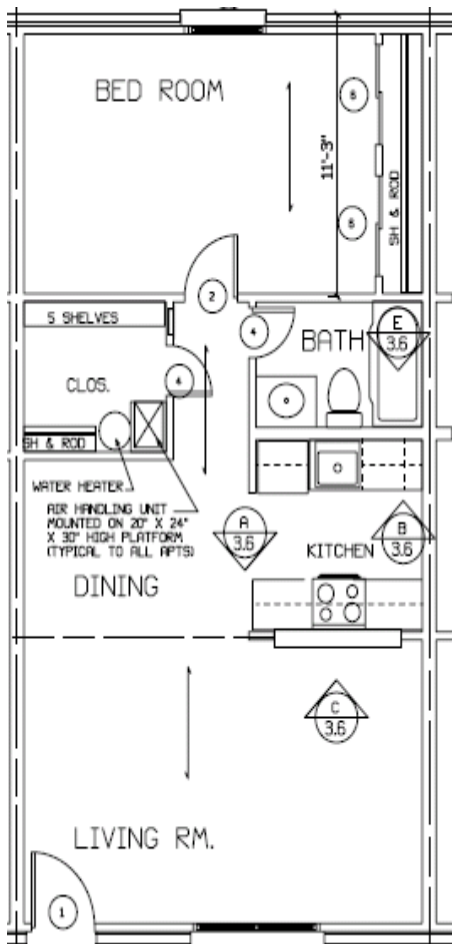 BED ROOM
6
11'-3"
6
SH & ROD
2
5 SHELVES
4
BATH
E
3.6
4
CLOS.
SH & ROD
WATER HEATER
AIR HANDLING UNIT
MOUNTED ON 20" X 24"
X 30" HIGH PLATFORM
(TYPICAL TO ALL APTS)
A
3.6
B
3.6
KITCHEN
DINING
C
3.6
LIVING RM.
1